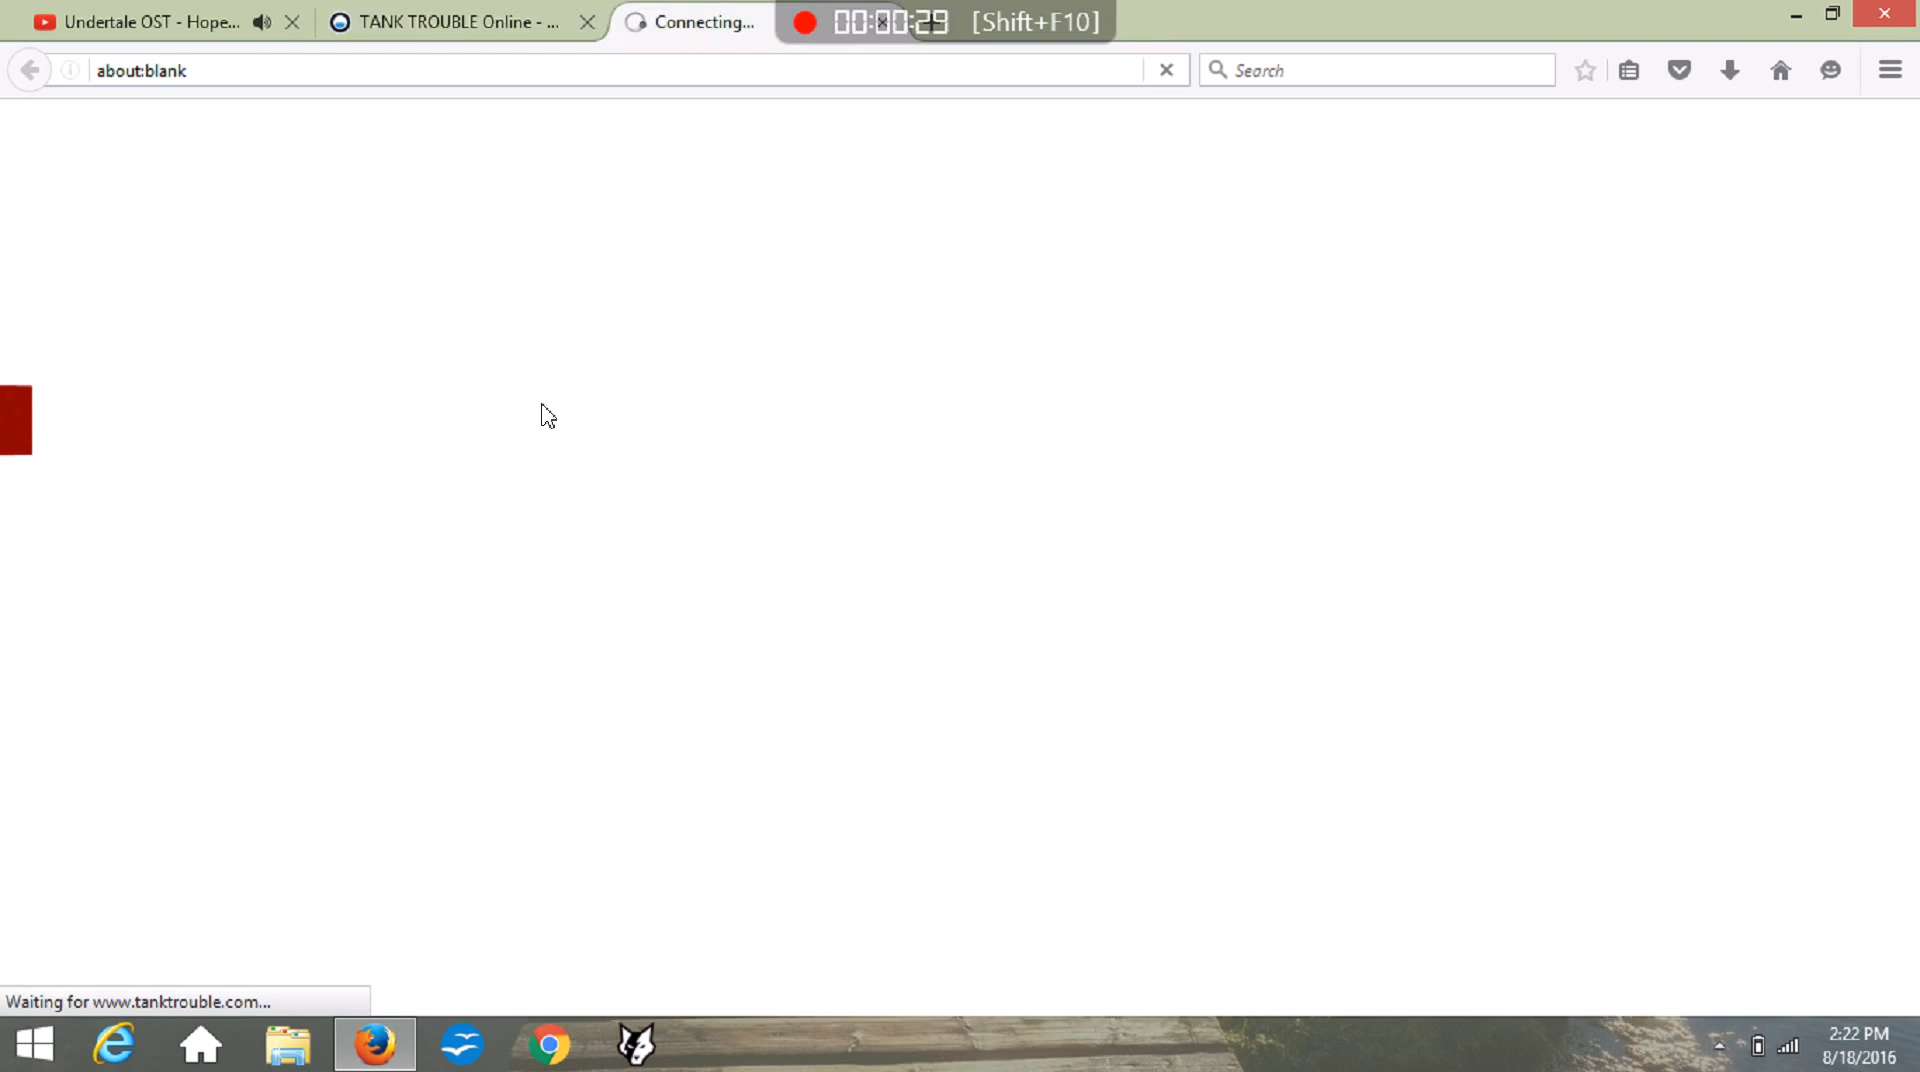 Undertale OST - Hope...
TANK TROUBLE Online - ...
Connecting...
00:00:29 [Shift+F10]
about:blank
Search
Waiting for www.tanktrouble.com...
2:22 PM
8/18/2016